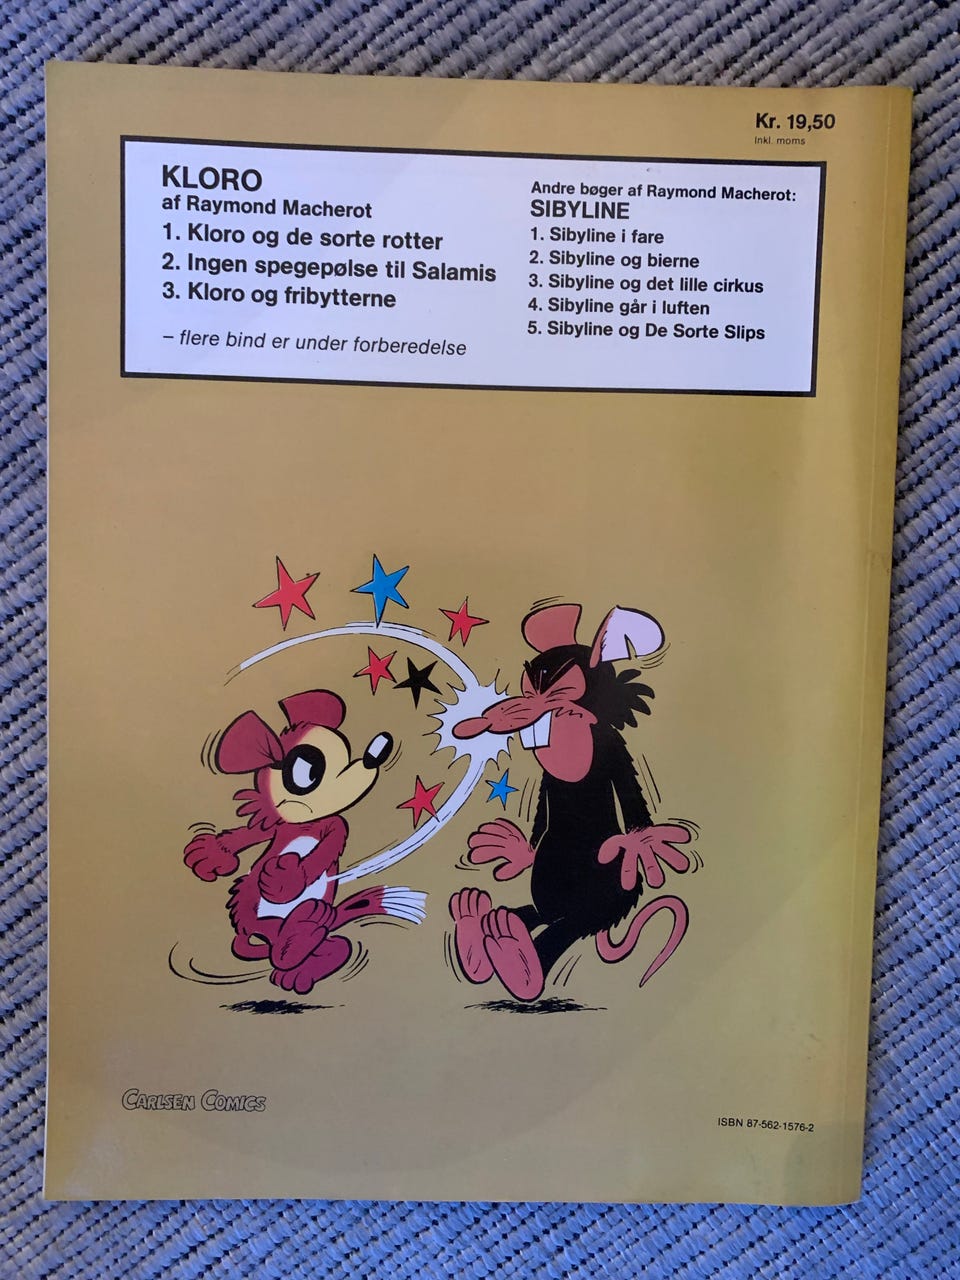 Kr. 19,50
Inkl. moms
KLORO
af Raymond Macherot
1. Kloro og de sorte rotter
2. Ingen spegepølse til Salamis
3. Kloro og fribytterne
– flere bind er under forberedelse
Andre bøger af Raymond Macherot:
SIBYLINE
1. Sibyline i fare
2. Sibyline og bierne
3. Sibyline og det lille cirkus
4. Sibyline går i luften
5. Sibyline og De Sorte Slips
CARLSEN COMICS
ISBN 87-562-1576-2